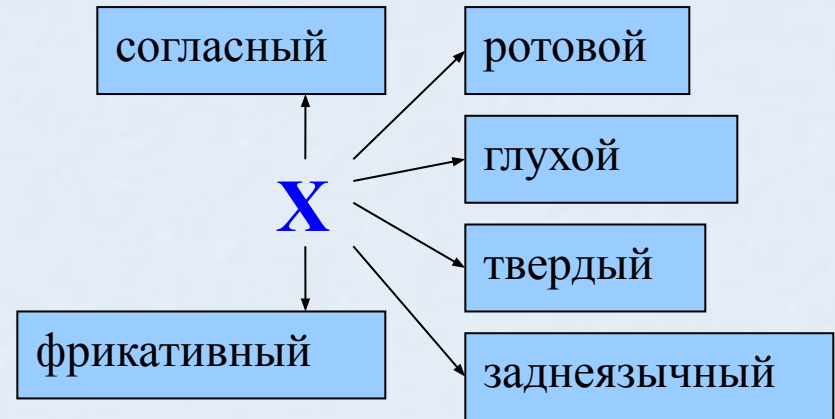 согласный
ротовой
глухой
х
твердый
фрикативный
заднеязычный